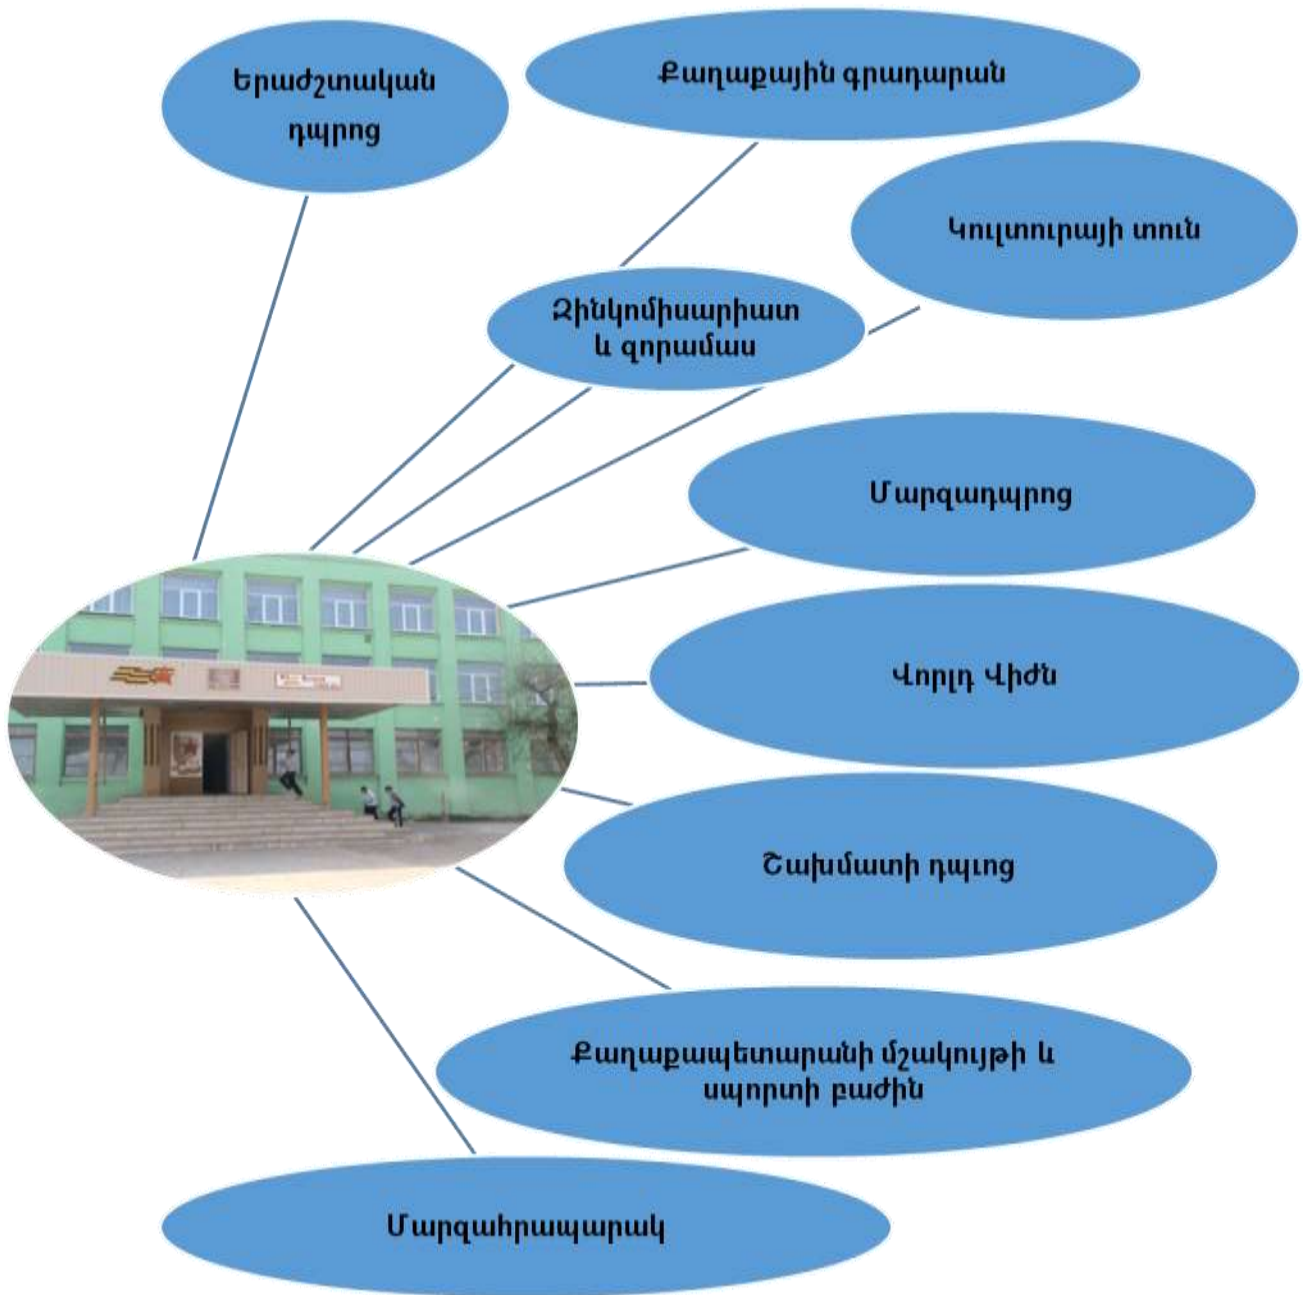 Երաժշտական
դպրոց
Քաղաքային գրադարան
Կուլտուրայի տուն
Զինկոմիսարիատ
և զորամաս
Մարզադպրոց
Վորլդ Վիժն
Շախմատի դպւոց
Քաղաքապետարանի մշակույթի և
սպորտի բաժին
Մարզահրապարակ